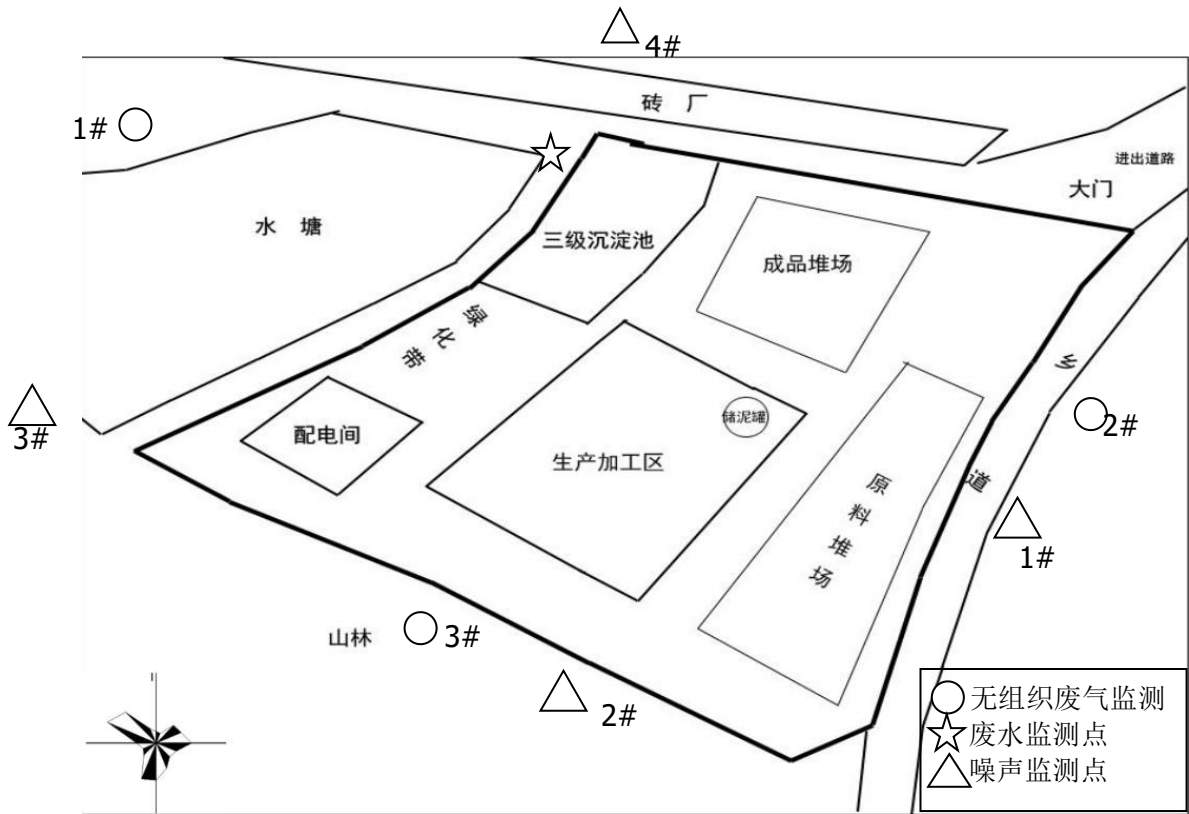 4#
砖 厂
1#
进出道路
大门
水 塘
三级沉淀池
成品堆场
绿化带
乡道
储泥罐
2#
3#
配电间
生产加工区
原料堆场
1#
山林
3#
2#
无组织废气监测
废水监测点
噪声监测点